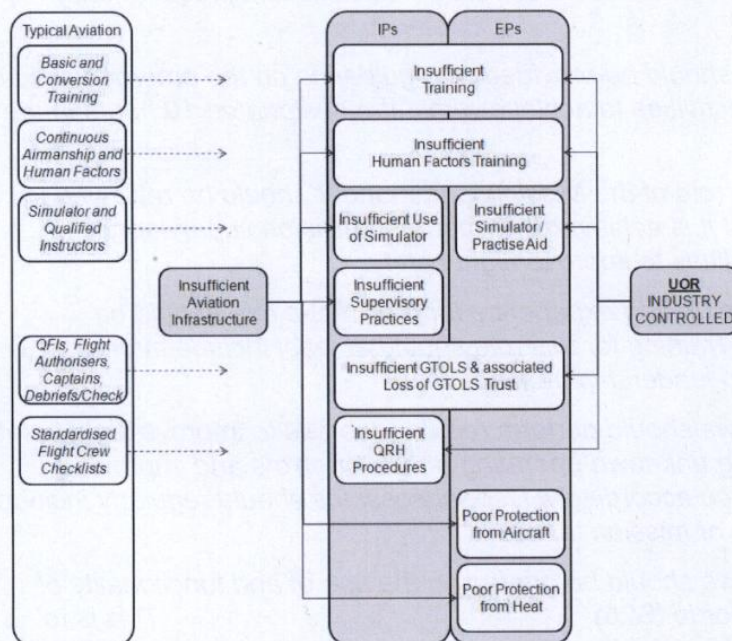 Typical Aviation
Basic and
Conversion
Training
Continuous
Airmanship and
Human Factors
Simulator and
Qualified
Instructors
QFIs, Flight
Authorisers,
Captains,
Debriefs/Check
Standardised
Flight Crew
Checklists
Insufficient
Aviation
Infrastructure
IPs
EPs
Insufficient
Training
Insufficient
Human Factors Training
Insufficient Use
of Simulator
Insufficient
Simulator/
Practise Aid
Insufficient
Supervisory
Practices
Insufficient GTOLS & associated
Loss of GTOLS Trust
Insufficient
QRH
Procedures
Poor Protection
from Aircraft
Poor Protection
from Heat
UOR
INDUSTRY
CONTROLLED